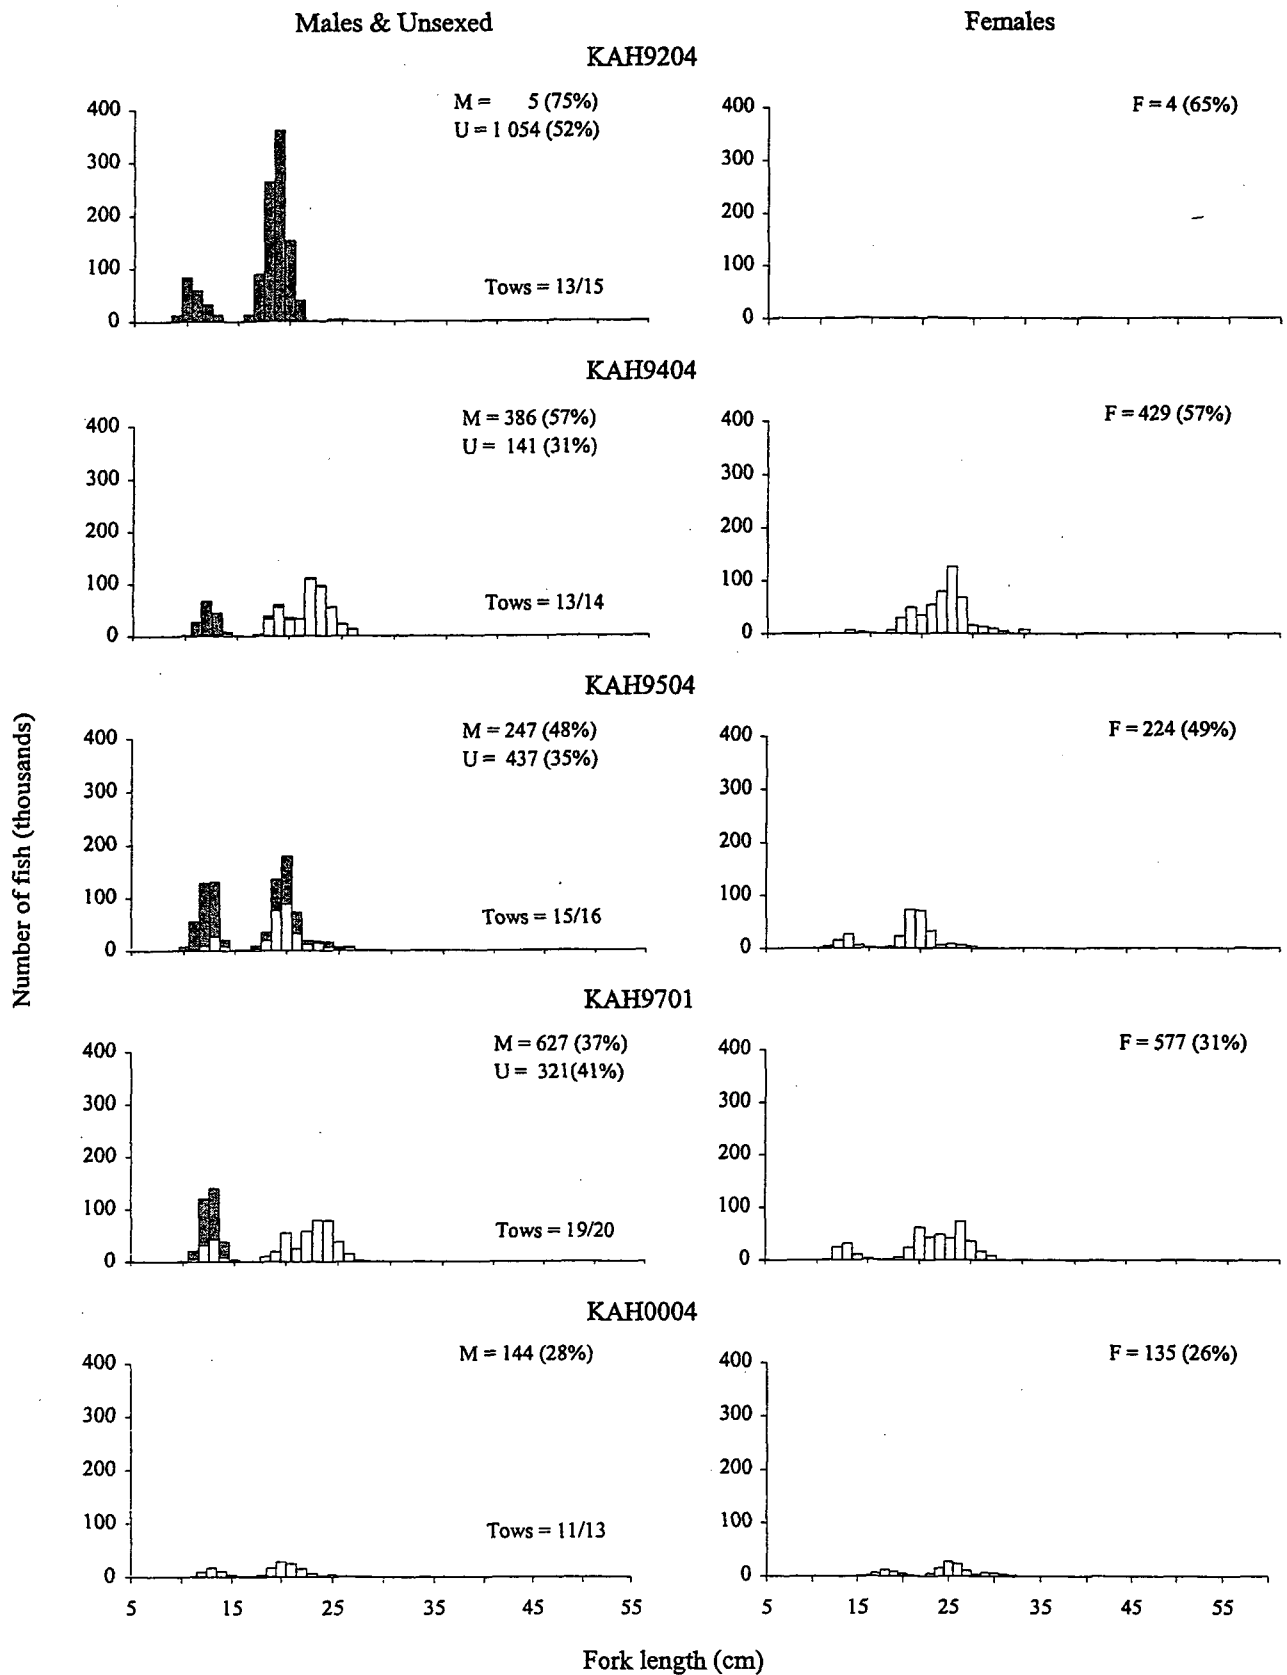 Males & Unsexed
Females
KAH9204
400
300
200
100
0
M = 5 (75%)
U = 1 054 (52%)
Tows = 13/15
400
300
200
100
0
F = 4 (65%)
KAH9404
400
300
200
100
0
M = 386 (57%)
U = 141 (31%)
Tows = 13/14
400
300
200
100
0
F = 429 (57%)
KAH9504
400
300
200
100
0
M = 247 (48%)
U = 437 (35%)
Tows = 15/16
400
300
200
100
0
F = 224 (49%)
Number of fish (thousands)
KAH9701
400
300
200
100
0
M = 627 (37%)
U = 321(41%)
Tows = 19/20
400
300
200
100
0
F = 577 (31%)
KAH0004
400
300
200
100
0
M = 144 (28%)
Tows = 11/13
5 15 25 35 45 55
400
300
200
100
0
F = 135 (26%)
5 15 25 35 45 55
Fork length (cm)